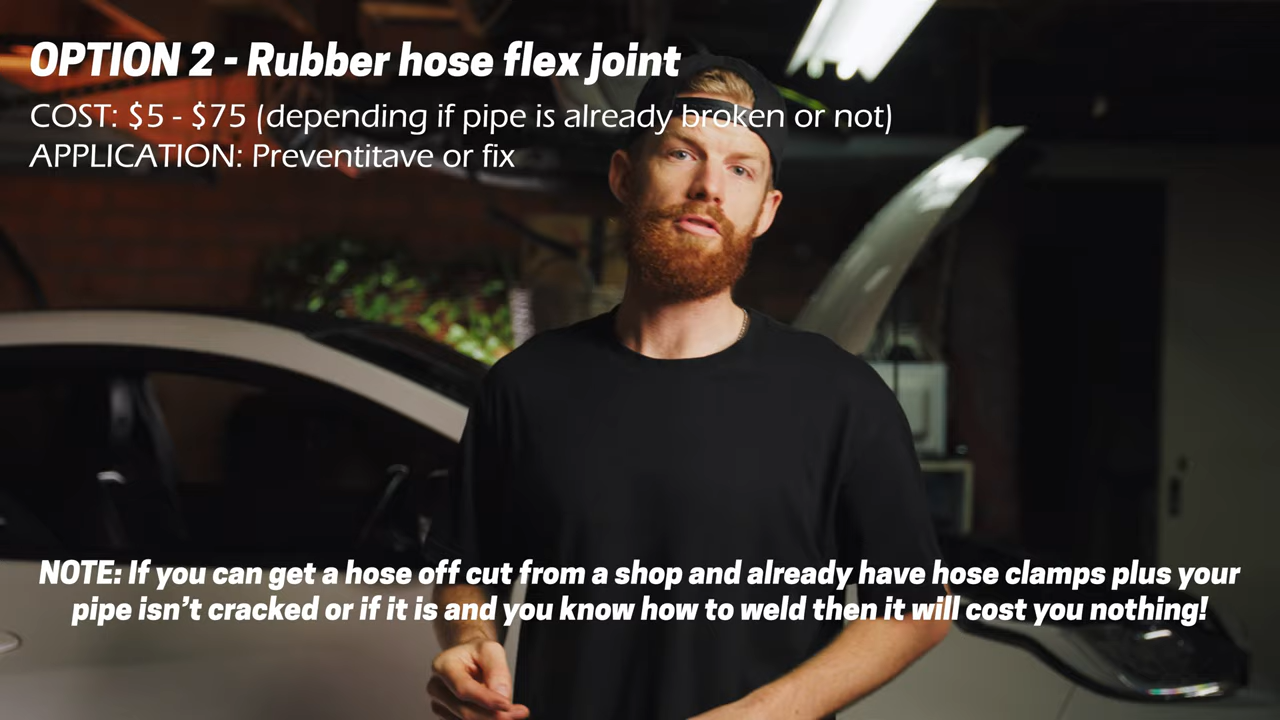 OPTION 2 - Rubber hose flex joint
COST: $5 - $75 (depending if pipe is already broken or not)
APPLICATION: Preventitave or fix
NOTE: If you can get a hose off cut from a shop and already have hose clamps plus your
pipe isn't cracked or if it is and you know how to weld then it will cost you nothing!